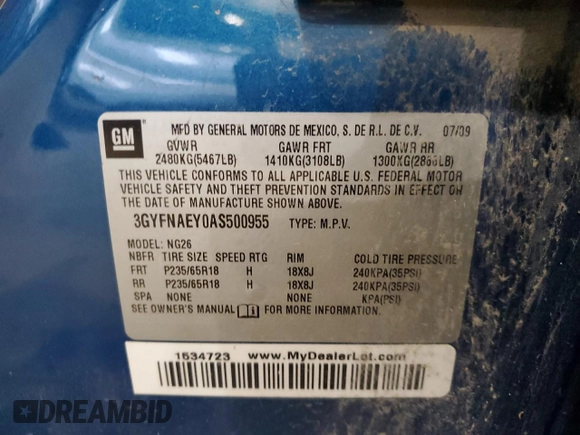 GM
MFD BY GENERAL MOTORS DE MEXICO, S. DE R.L. DE C.V. 07/09
GVWR GAWR FRT GAWR RR
2480KG(5467LB) 1410KG(3108LB) 1300KG(2866LB)
THIS VEHICLE CONFORMS TO ALL APPLICABLE U.S. FEDERAL MOTOR
VEHICLE SAFETY AND THEFT PREVENTION STANDARDS IN EFFECT ON
THE DATE OF MANUFACTURE SHOWN ABOVE.
3GYFNAEY0AS500955 TYPE: M.P.V.
MODEL: NG26
NBFR TIRE SIZE SPEED RTG RIM COLD TIRE PRESSURE
FRT P235/65R18 H 18X8J 240KPA(35PSI)
RR P235/65R18 H 18X8J 240KPA(35PSI)
SPA NONE NONE KPA(PSI)
SEE OWNER'S MANUAL FOR MORE INFORMATION.
1534723 www.MyDealerLot.com
DREAMBID